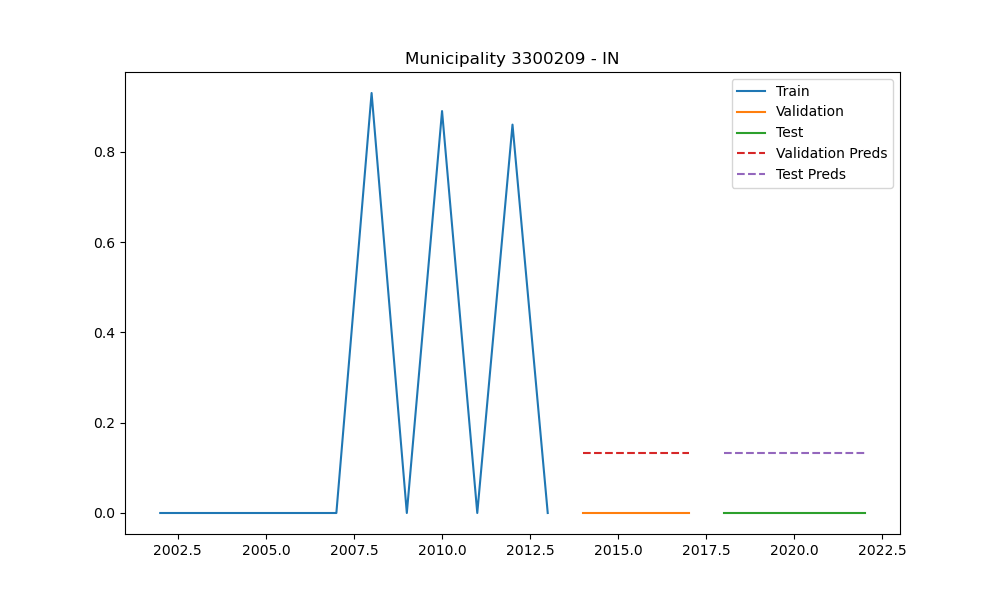 Municipality 3300209 - IN
Train
Validation
Test
Validation Preds
Test Preds
0.8
0.6
0.4
0.2
0.0
2002.5 2005.0 2007.5 2010.0 2012.5 2015.0 2017.5 2020.0 2022.5